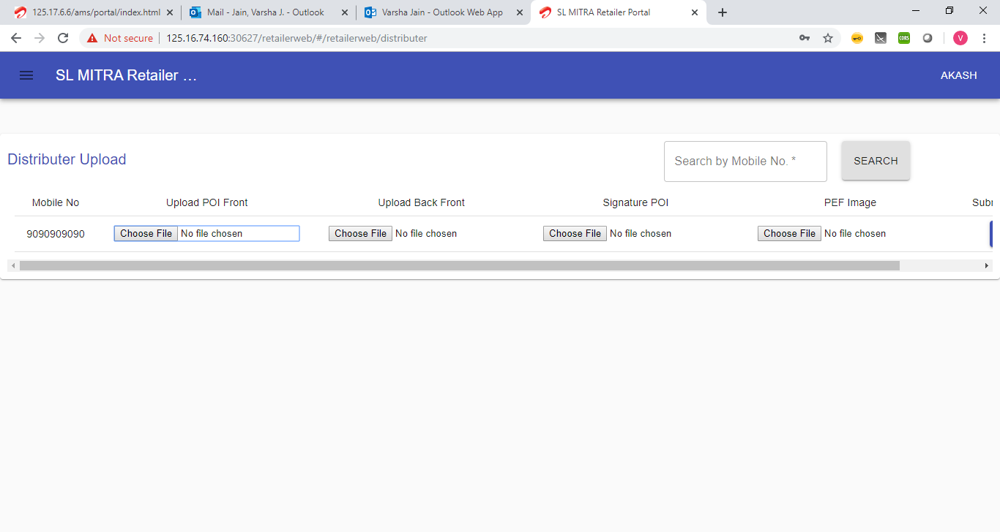 125.17.6.6/ams/portal/index.html
Mail - Jain, Varsha J. - Outlook
Varsha Jain - Outlook Web App
SL MITRA Retailer Portal
Not secure
125.16.74.160:30627/retailerweb/#/retailerweb/distributer
CORS
V
SL MITRA Retailer …
AKASH
Distributer Upload
Search by Mobile No. *
SEARCH
Mobile No
Upload POI Front
Upload Back Front
Signature POI
PEF Image
Subr
9090909090
Choose File No file chosen
Choose File No file chosen
Choose File No file chosen
Choose File No file chosen